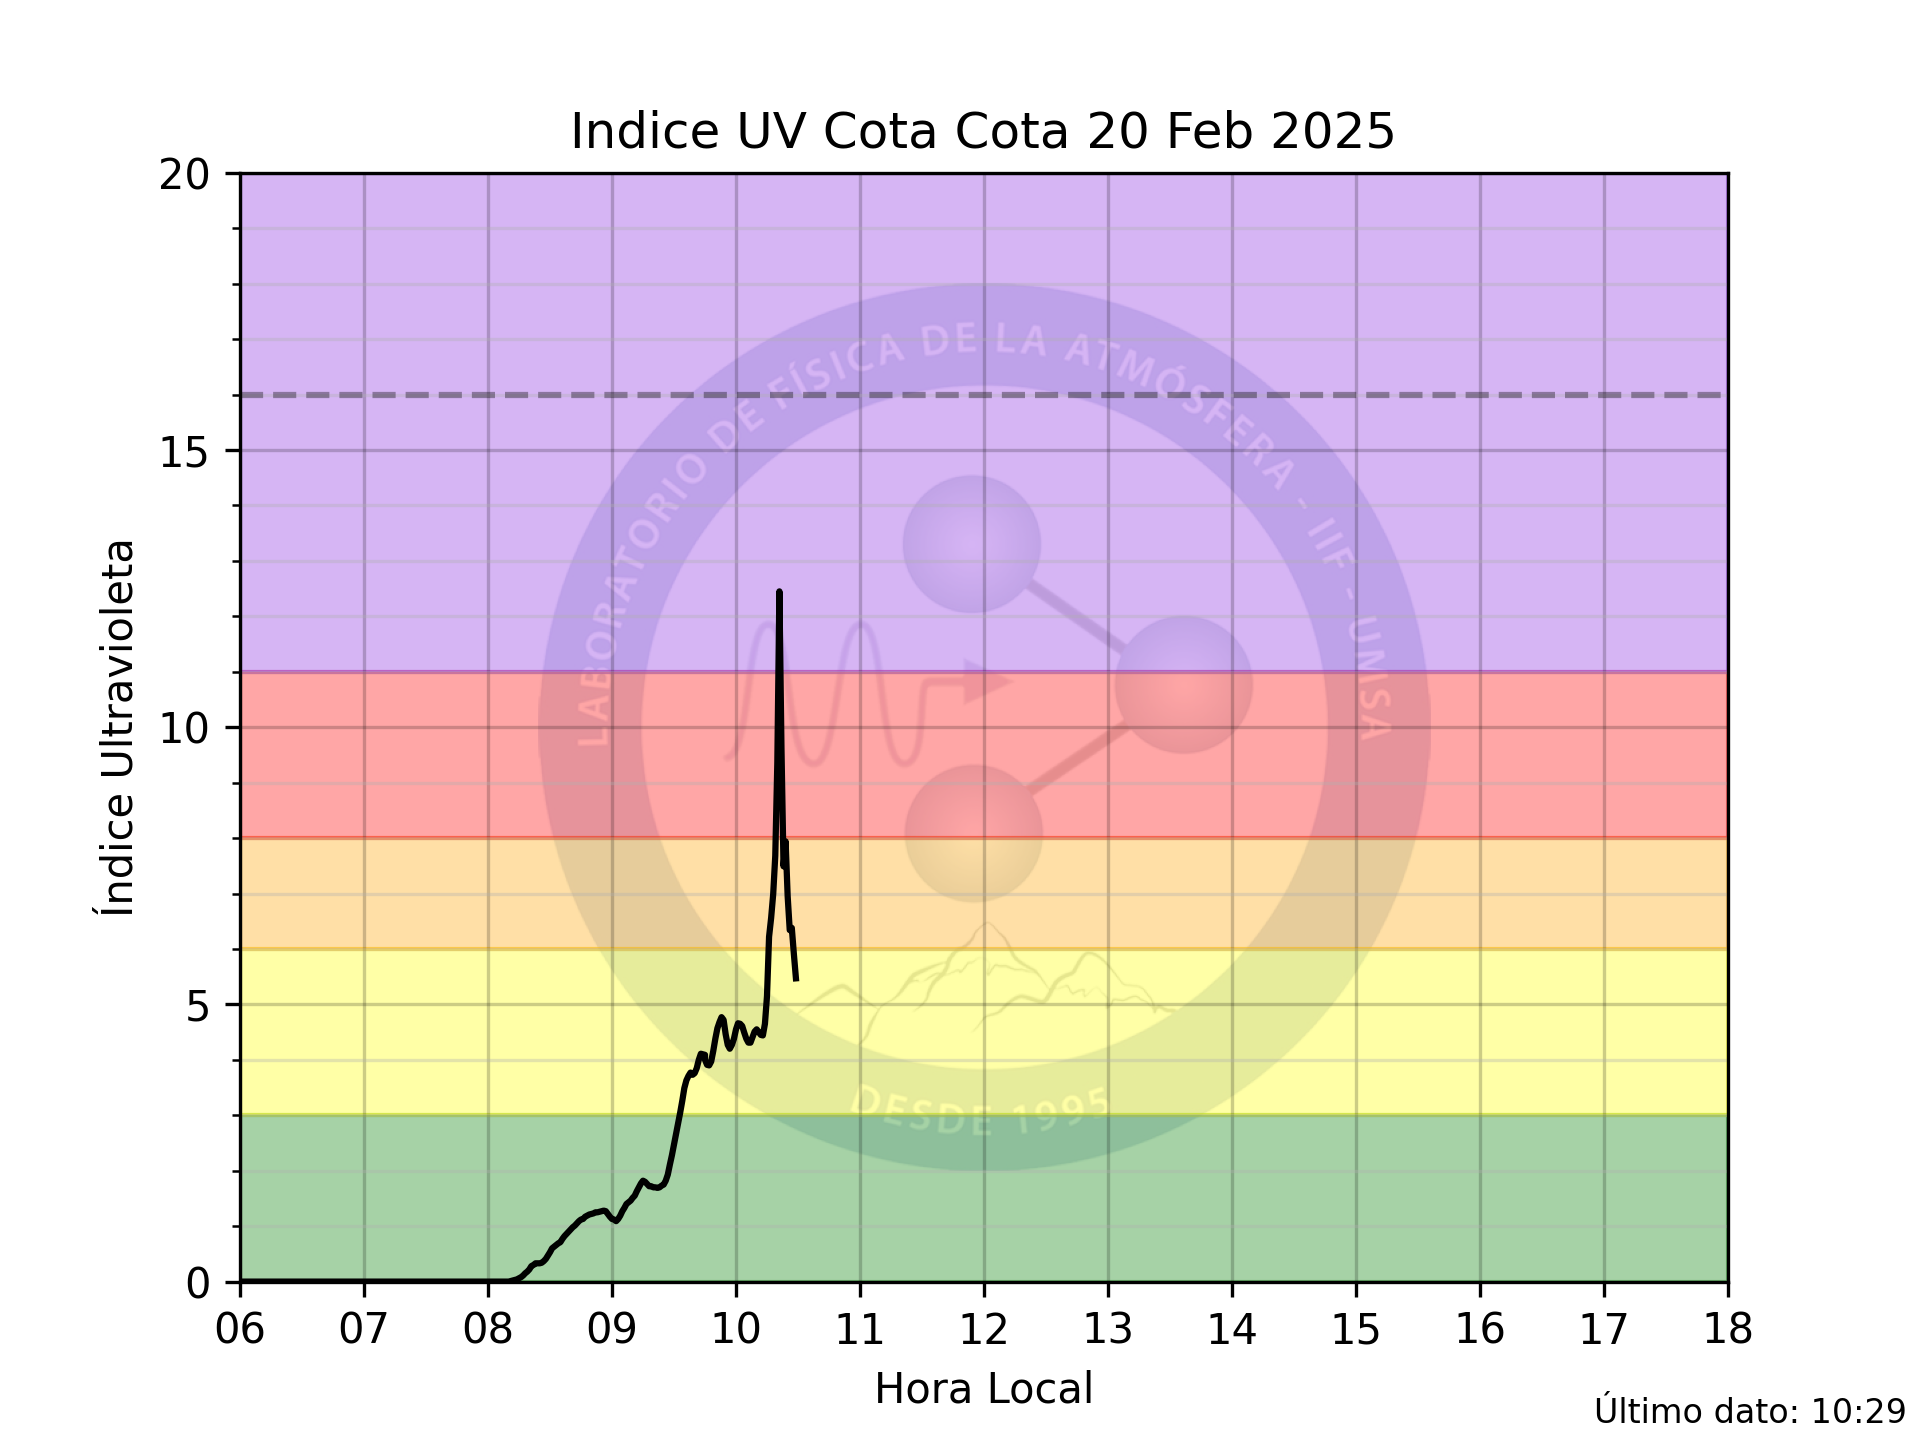 Indice UV Cota Cota 20 Feb 2025
20
15
10
5
0
Índice Ultravioleta
LABORATORIO DE FÍSICA DE LA ATMÓSFERA - IIF - UMSA
DESDE 1995
06 07 08 09 10 11 12 13 14 15 16 17 18
Hora Local
Último dato: 10:29